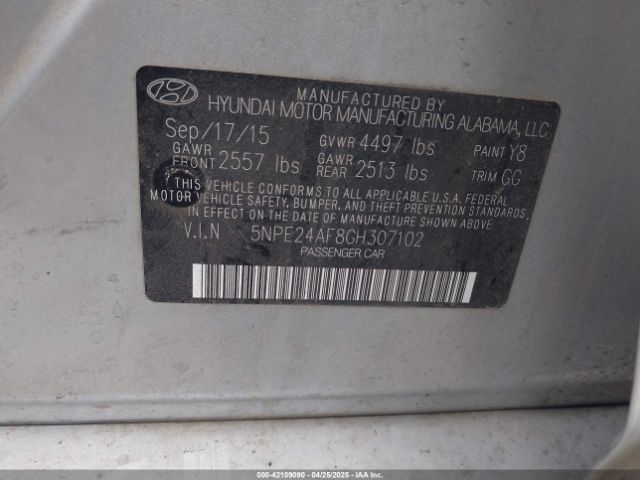 MANUFACTURED BY
HYUNDAI MOTOR MANUFACTURING ALABAMA, LLC
Sep/17/15 GVWR 4497 lbs PAINT Y8
GAWR FRONT 2557 lbs GAWR REAR 2513 lbs TRIM GG
THIS VEHICLE CONFORMS TO ALL APPLICABLE U.S.A. FEDERAL
MOTOR VEHICLE SAFETY, BUMPER, AND THEFT PREVENTION STANDARDS
IN EFFECT ON THE DATE OF MANUFACTURE SHOWN ABOVE.
V.I.N 5NPE24AF8GH307102
PASSENGER CAR
000-42109090 04/25/2025 Copyright IAA, LLC